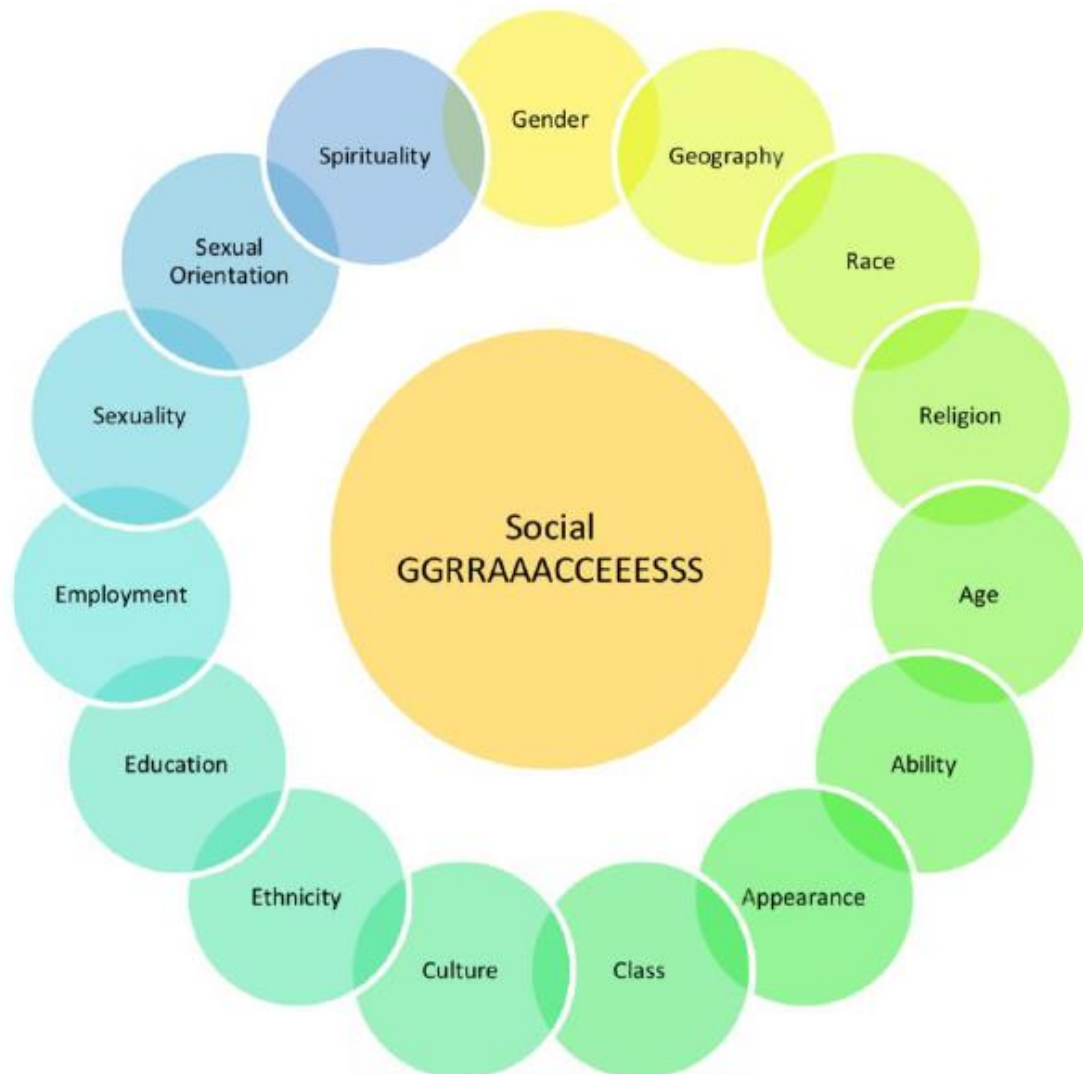 Gender
Geography
Race
Religion
Age
Ability
Appearance
Class
Culture
Ethnicity
Education
Employment
Sexuality
Sexual
Orientation
Spirituality
Social
GGRRAAACCEEESSS